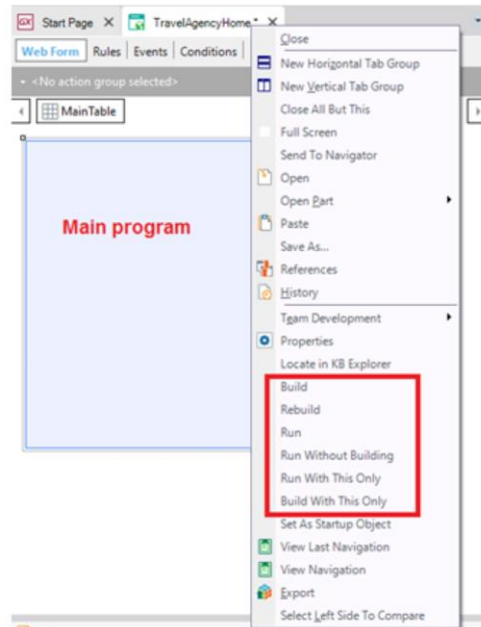 GX Start Page X TravelAgencyHome * X
Web Form Rules Events Conditions
<No action group selected>
MainTable
Main program
Close
New Horizontal Tab Group
New Vertical Tab Group
Close All But This
Full Screen
Send To Navigator
Open
Open Part
Paste
Save As...
References
History
Team Development
Properties
Locate in KB Explorer
Build
Rebuild
Run
Run Without Building
Run With This Only
Build With This Only
Set As Startup Object
View Last Navigation
View Navigation
Export
Select Left Side To Compare